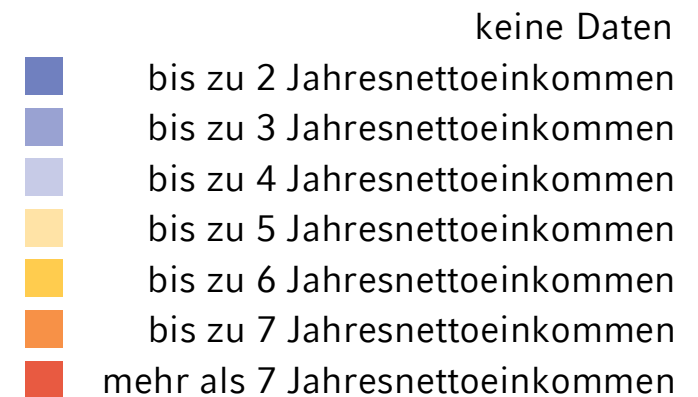 keine Daten
bis zu 2 Jahresnettoeinkommen
bis zu 3 Jahresnettoeinkommen
bis zu 4 Jahresnettoeinkommen
bis zu 5 Jahresnettoeinkommen
bis zu 6 Jahresnettoeinkommen
bis zu 7 Jahresnettoeinkommen
mehr als 7 Jahresnettoeinkommen